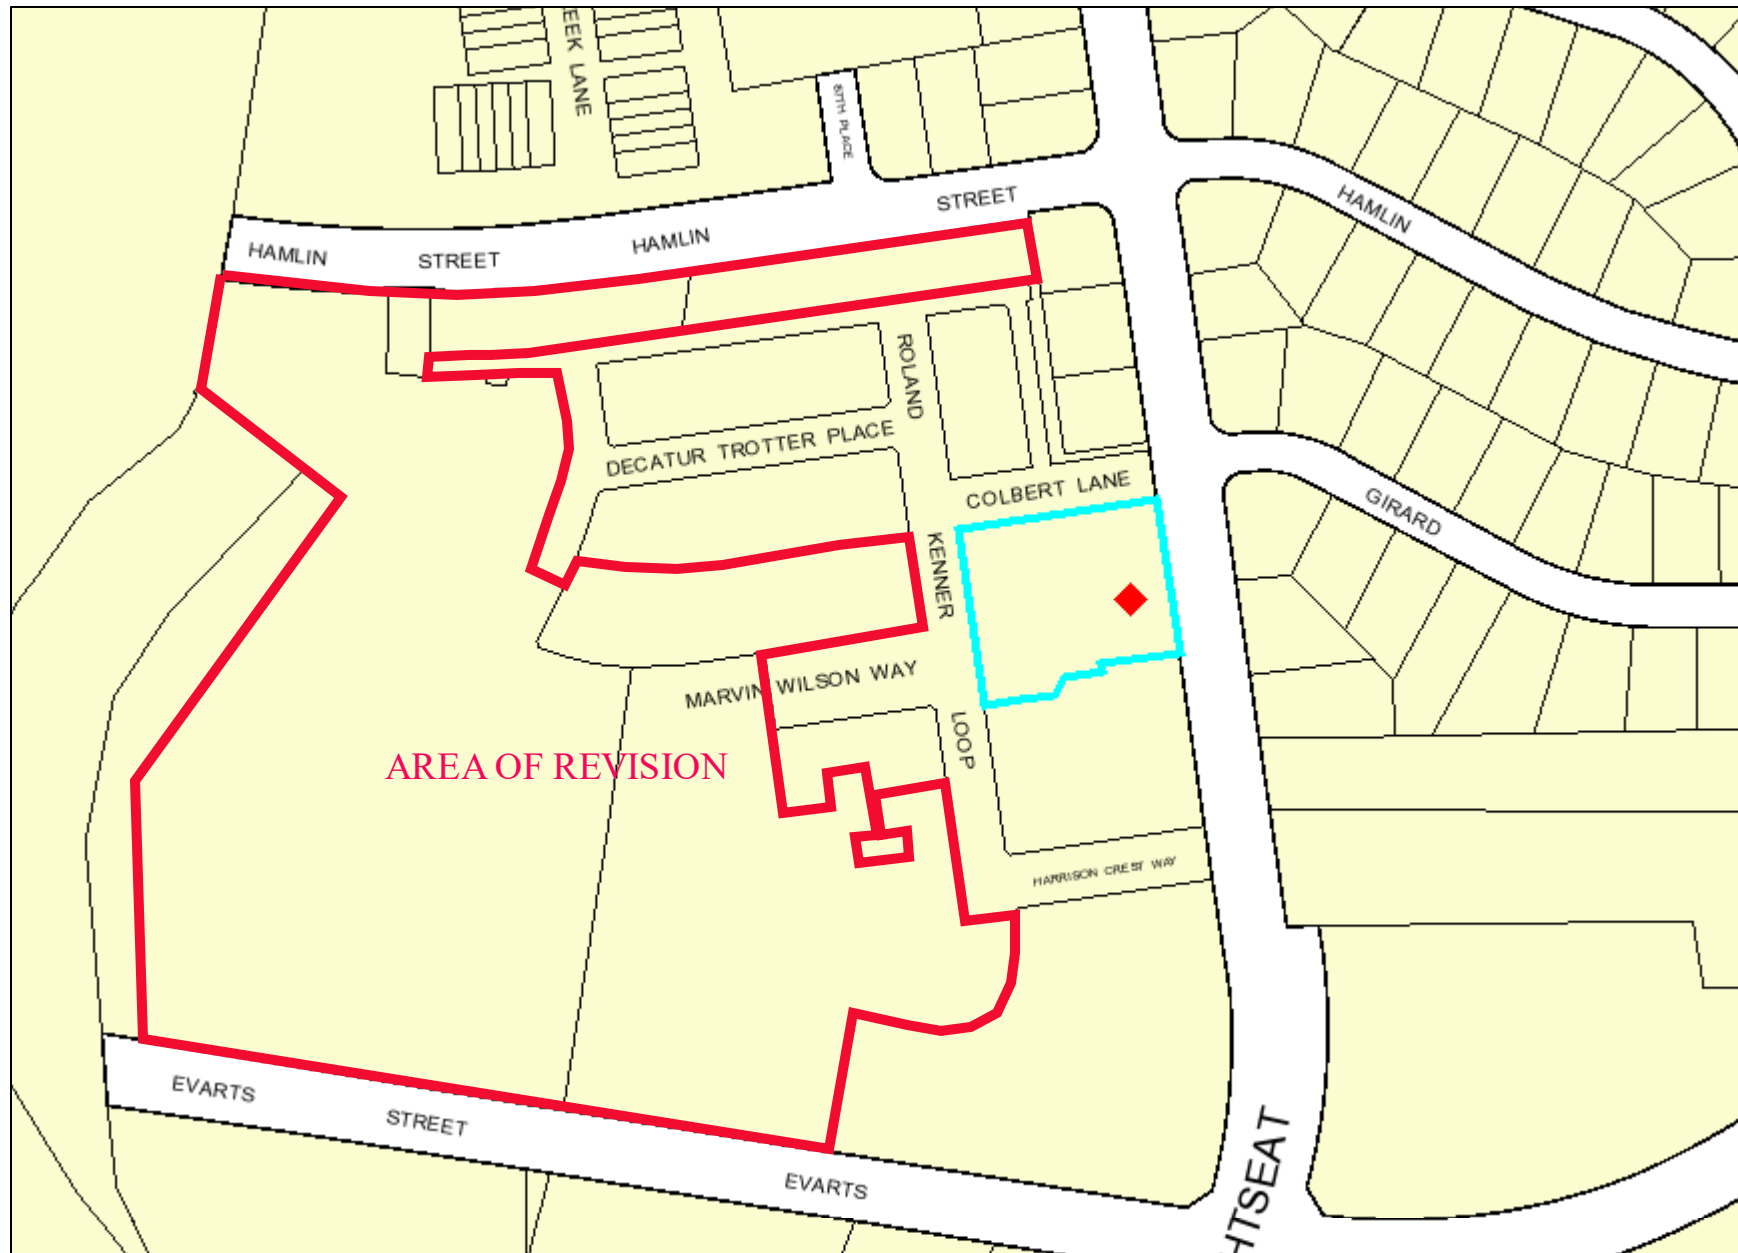 EEK LANE
87TH PLACE
STREET
HAMLIN
HAMLIN
HAMLIN
STREET
ROLAND
DECATUR TROTTER PLACE
COLBERT LANE
GIRARD
KENNER
MARVIN WILSON WAY
LOOP
AREA OF REVISION
HARRISON CREST WAY
EVARTS
STREET
EVARTS
HTSEAT